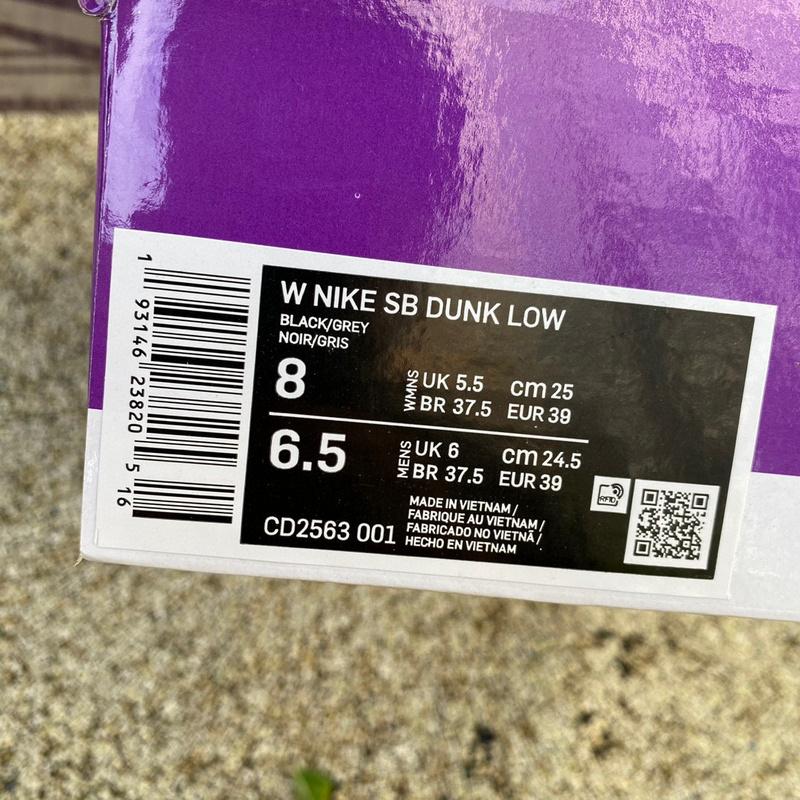 1 93146 23820 5 16
W NIKE SB DUNK LOW
BLACK/GREY
NOIR/GRIS
8
WMNS
UK 5.5 cm 25
BR 37.5 EUR 39
6.5
MENS
UK 6 cm 24.5
BR 37.5 EUR 39
RFID
MADE IN VIETNAM /
FABRIQUE AU VIETNAM /
FABRICADO NO VIETNÃ /
HECHO EN VIETNAM
CD2563 001